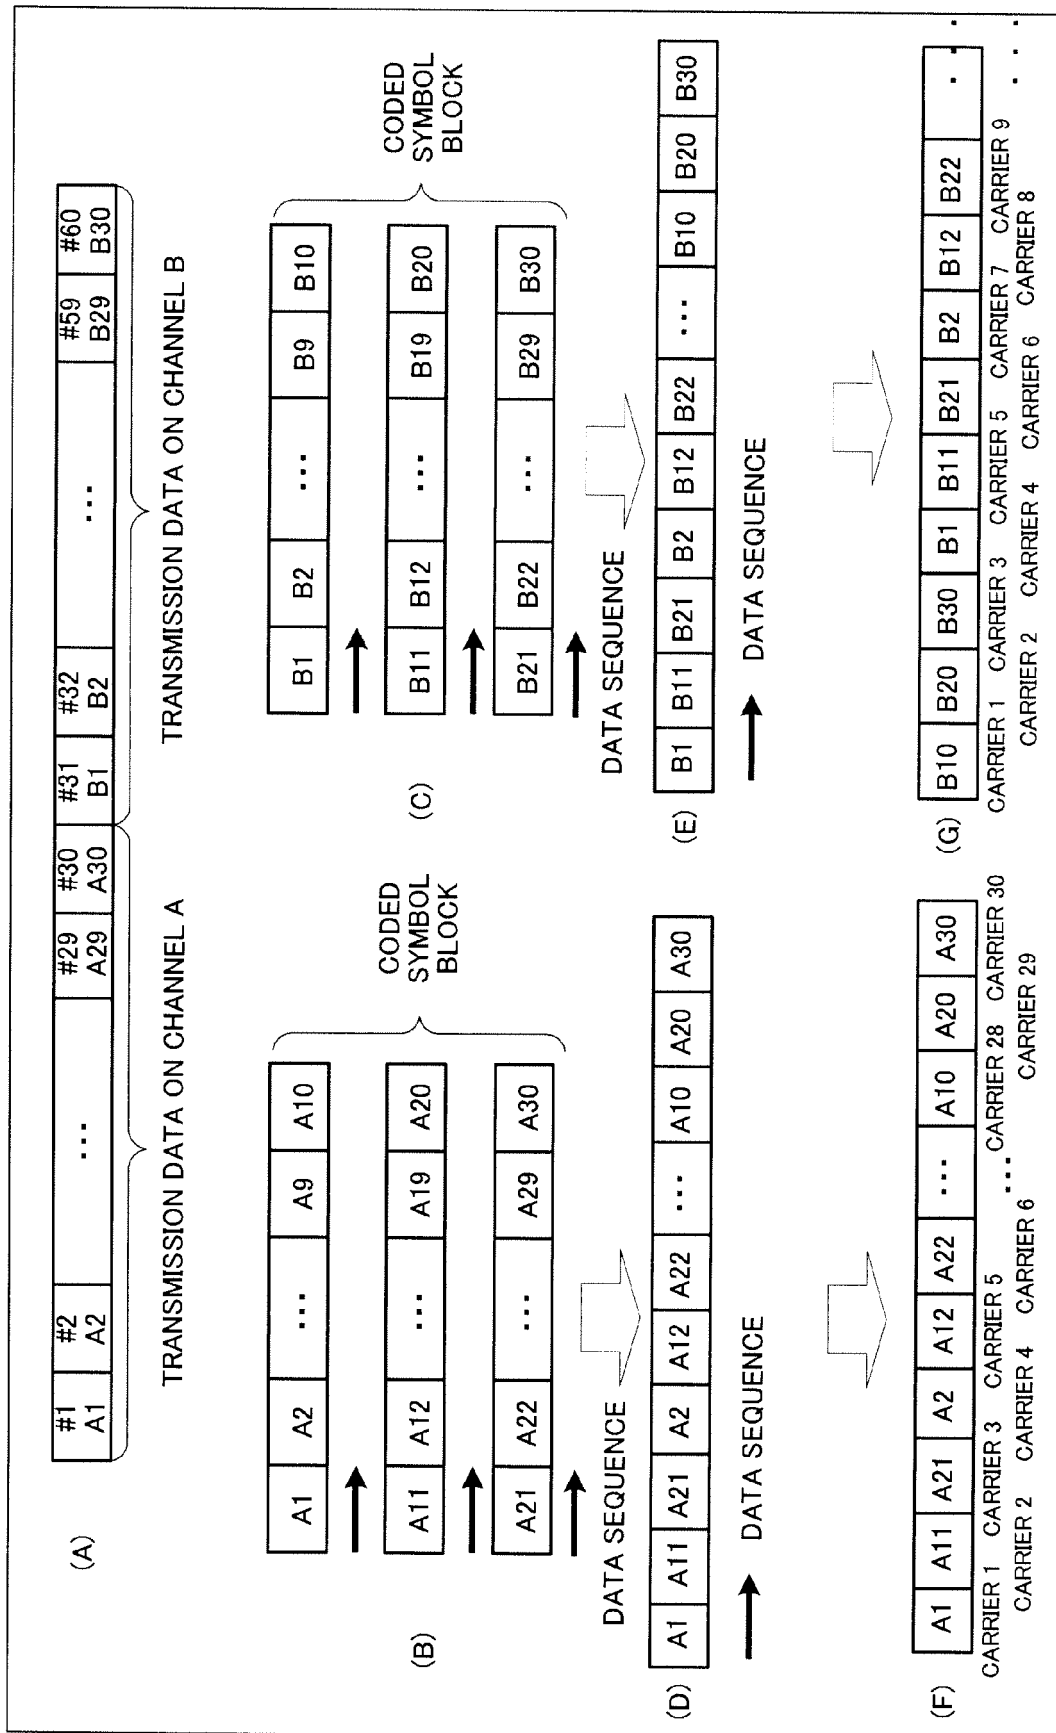 (A)
#1 #2 ... #29 #30 #31 #32 ... #59 #60
A1 A2 A29 A30 B1 B2 B29 B30
TRANSMISSION DATA ON CHANNEL A
TRANSMISSION DATA ON CHANNEL B
(B)
A1 A2 ... A9 A10
A11 A12 ... A19 A20
A21 A22 ... A29 A30
CODED
SYMBOL
BLOCK
DATA SEQUENCE
(C)
B1 B2 ... B9 B10
B11 B12 ... B19 B20
B21 B22 ... B29 B30
CODED
SYMBOL
BLOCK
DATA SEQUENCE
(D)
A1 A11 A21 A2 A12 A22 ... A10 A20 A30
DATA SEQUENCE
(E)
B1 B11 B21 B2 B12 B22 ... B10 B20 B30
DATA SEQUENCE
(F)
A1 A11 A21 A2 A12 A22 ... A10 A20 A30
CARRIER 1 CARRIER 3 CARRIER 5 ... CARRIER 28 CARRIER 30
CARRIER 2 CARRIER 4 CARRIER 6 CARRIER 29
(G)
B10 B20 B30 B1 B11 B21 B2 B12 B22 ...
CARRIER 1 CARRIER 3 CARRIER 5 CARRIER 7 CARRIER 9 ...
CARRIER 2 CARRIER 4 CARRIER 6 CARRIER 8